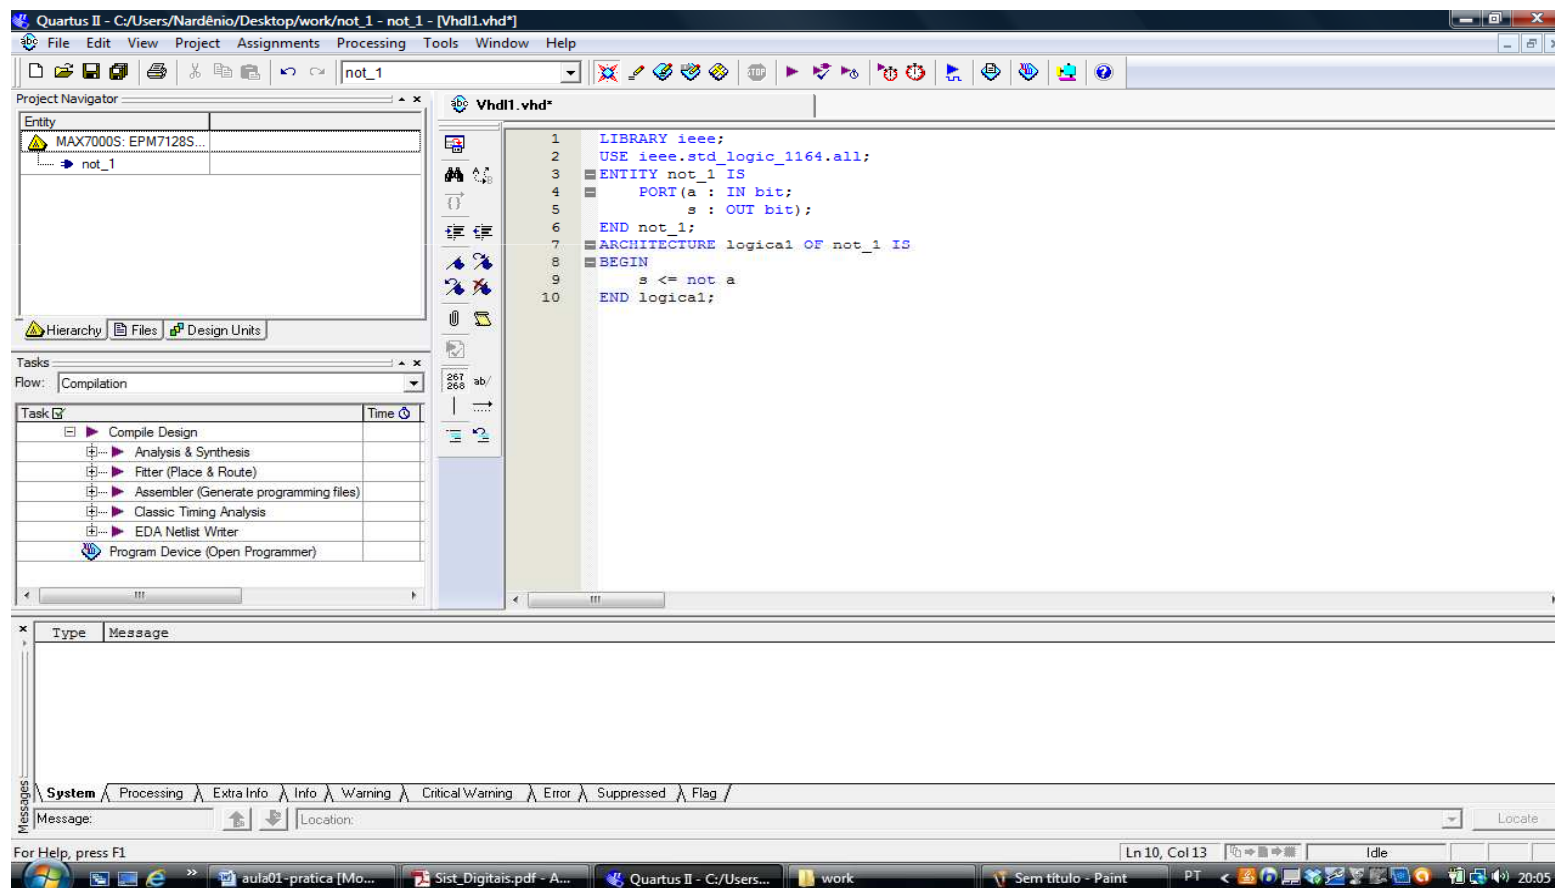 Quartus II - C:/Users/Nardênio/Desktop/work/not_1 - not_1 - [Vhdl1.vhd*]
File Edit View Project Assignments Processing Tools Window Help
not_1
Project Navigator
Entity
MAX7000S: EPM7128S...
not_1
Hierarchy Files Design Units
Tasks
Flow: Compilation
Task Time
Compile Design
Analysis & Synthesis
Fitter (Place & Route)
Assembler (Generate programming files)
Classic Timing Analysis
EDA Netlist Writer
Program Device (Open Programmer)
Vhdl1.vhd*
267
268 ab/
1 LIBRARY ieee;
2 USE ieee.std_logic_1164.all;
3 ENTITY not_1 IS
4 PORT(a : IN bit;
5 s : OUT bit);
6 END not_1;
7 ARCHITECTURE logica1 OF not_1 IS
8 BEGIN
9 s <= not a
10 END logica1;
Type Message
System Processing Extra Info Info Warning Critical Warning Error Suppressed Flag
Messages
Message: Location: Locate
For Help, press F1 Ln 10, Col 13 Idle
aula01-pratica [Mo... Sist_Digitais.pdf - A... Quartus II - C:/Users... work Sem título - Paint PT 20:05